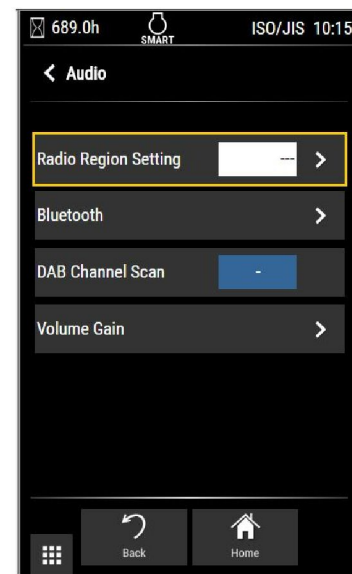 689.0h SMART ISO/JIS 10:15
Audio
Radio Region Setting ---
Bluetooth
DAB Channel Scan -
Volume Gain
Back Home